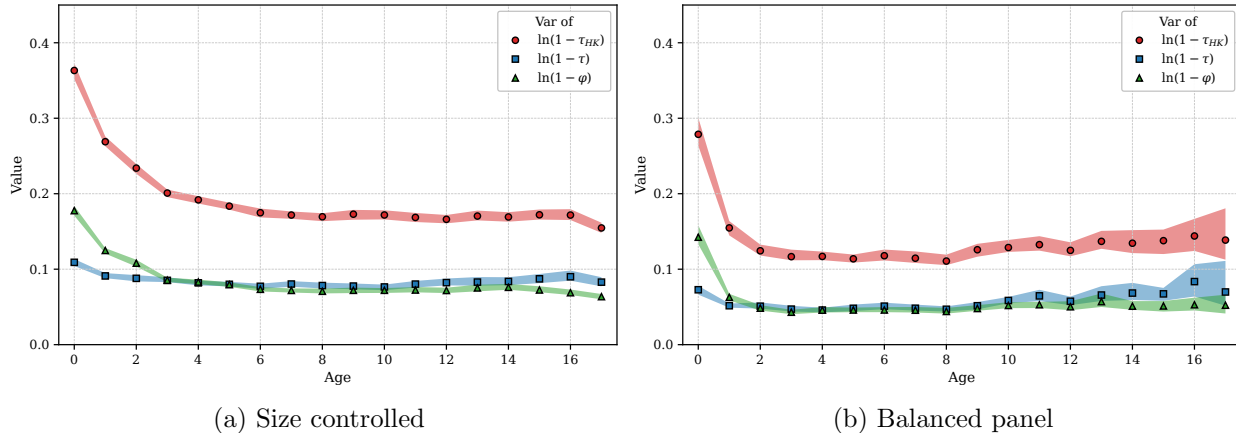 Var of
ln(1 − τ_HK)
ln(1 − τ)
ln(1 − φ)
0.4
0.3
0.2
0.1
0.0
Value
0 2 4 6 8 10 12 14 16
Age
(a) Size controlled
Var of
ln(1 − τ_HK)
ln(1 − τ)
ln(1 − φ)
0.4
0.3
0.2
0.1
0.0
Value
0 2 4 6 8 10 12 14 16
Age
(b) Balanced panel